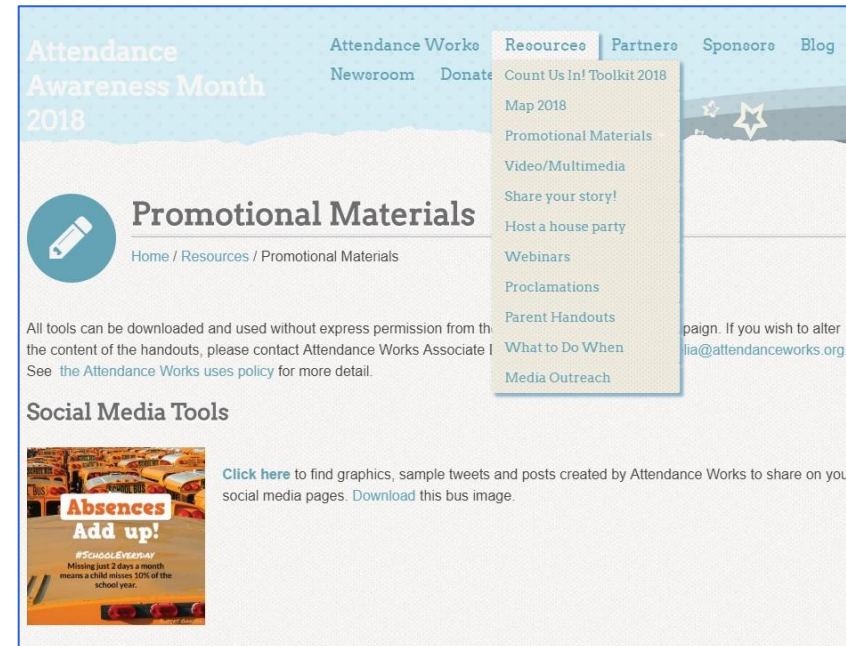 Attendance
Awareness Month
2018
Attendance Works Resources Partners Sponsors Blog
Newsroom Donate
Count Us In! Toolkit 2018
Map 2018
Promotional Materials
Video/Multimedia
Share your story!
Host a house party
Webinars
Proclamations
Parent Handouts
What to Do When
Media Outreach
Promotional Materials
Home / Resources / Promotional Materials
All tools can be downloaded and used without express permission from paign. If you wish to alter
the content of the handouts, please contact Attendance Works Associate lia@attendanceworks.org
See the Attendance Works uses policy for more detail.
Social Media Tools
Click here to find graphics, sample tweets and posts created by Attendance Works to share on you
social media pages. Download this bus image.
SCHOOL BUS
Absences
Add up!
#SchoolEveryday
Missing just 2 days a month
means a child misses 10% of the
school year.